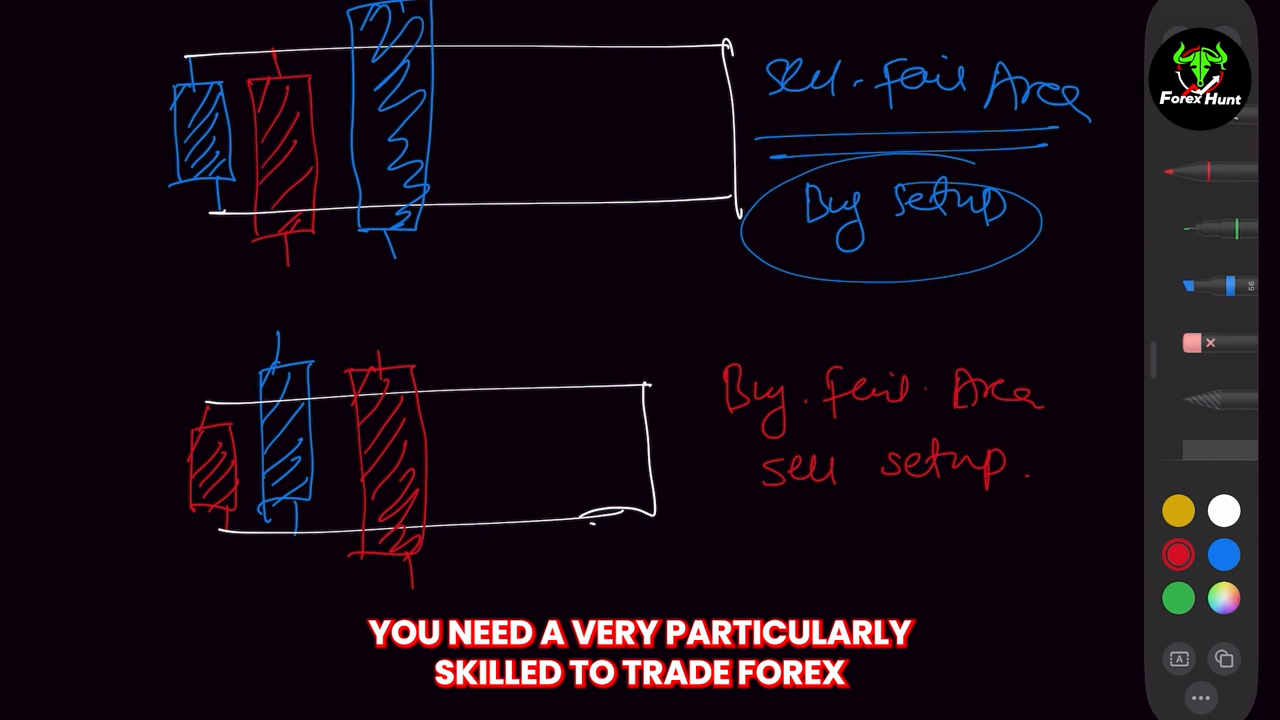 Sell. Fail Area
Buy setup
Buy. Fail. Area
sell setup.
Forex Hunt
A
56
YOU NEED A VERY PARTICULARLY
SKILLED TO TRADE FOREX